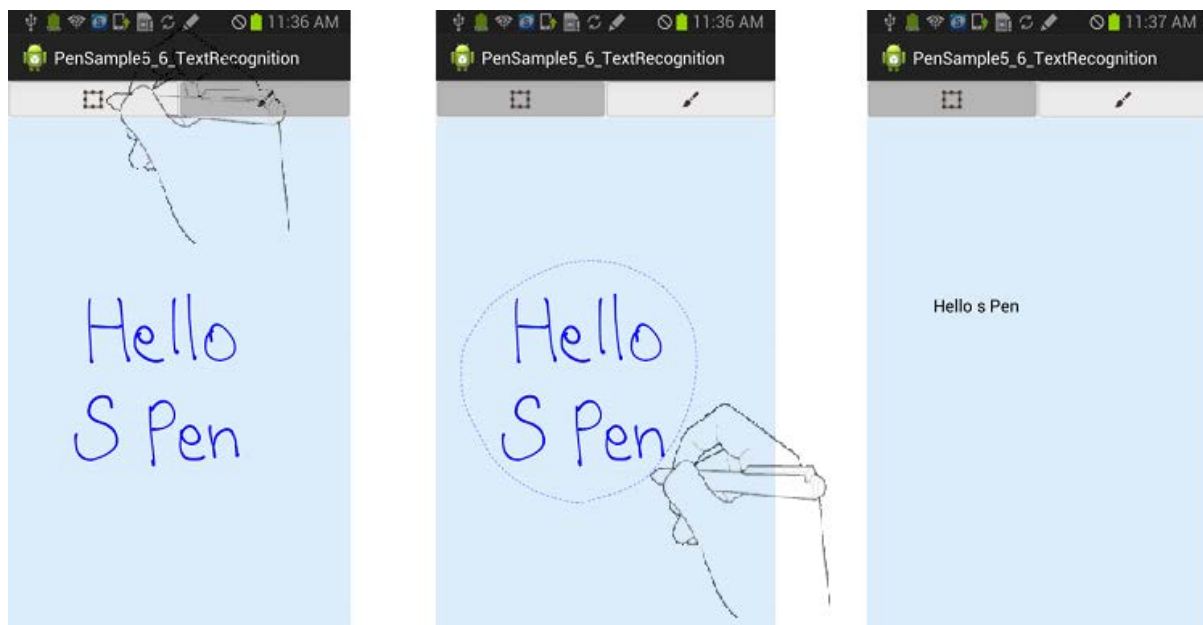 11:36 AM
PenSample5_6_TextRecognition
Hello
S Pen
11:36 AM
PenSample5_6_TextRecognition
Hello
S Pen
11:37 AM
PenSample5_6_TextRecognition
Hello s Pen